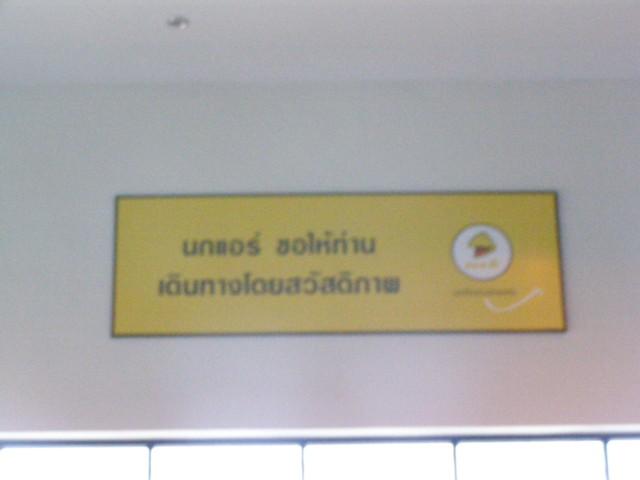 นกแอร์ ขอให้ท่าน
เดินทางโดยสวัสดิภาพ